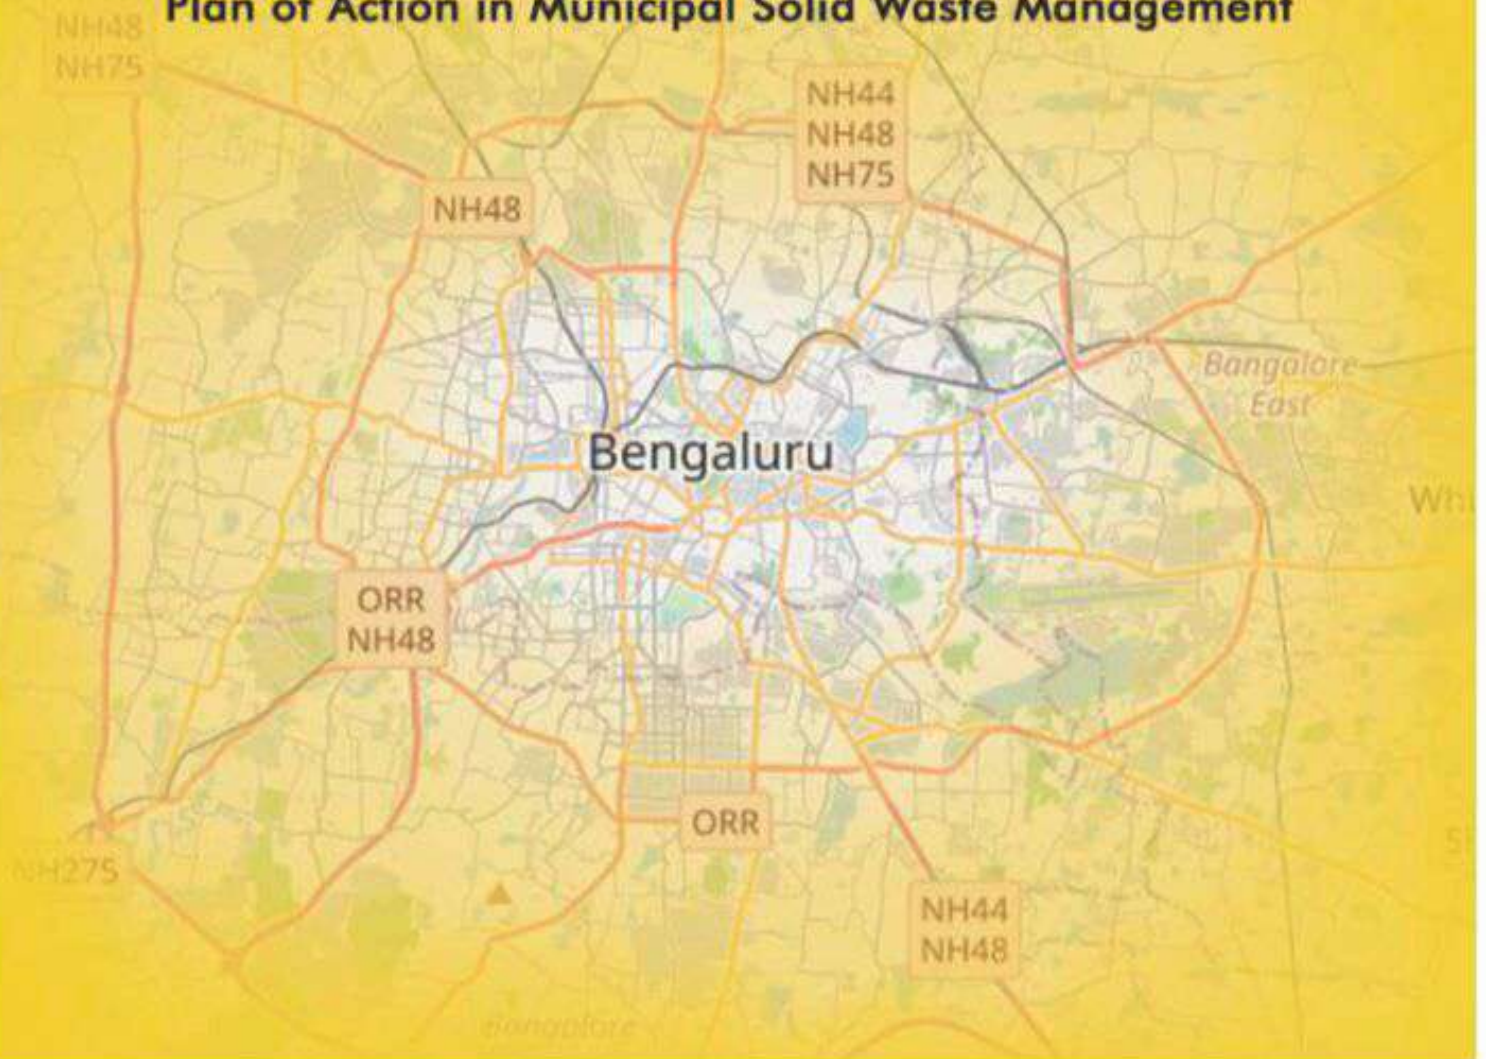 Plan of Action in Municipal Solid Waste Management
NH48
NH75
NH44
NH48
NH75
NH48
Bangalore
East
Bengaluru
ORR
NH48
ORR
NH275
NH44
NH48
Bangalore